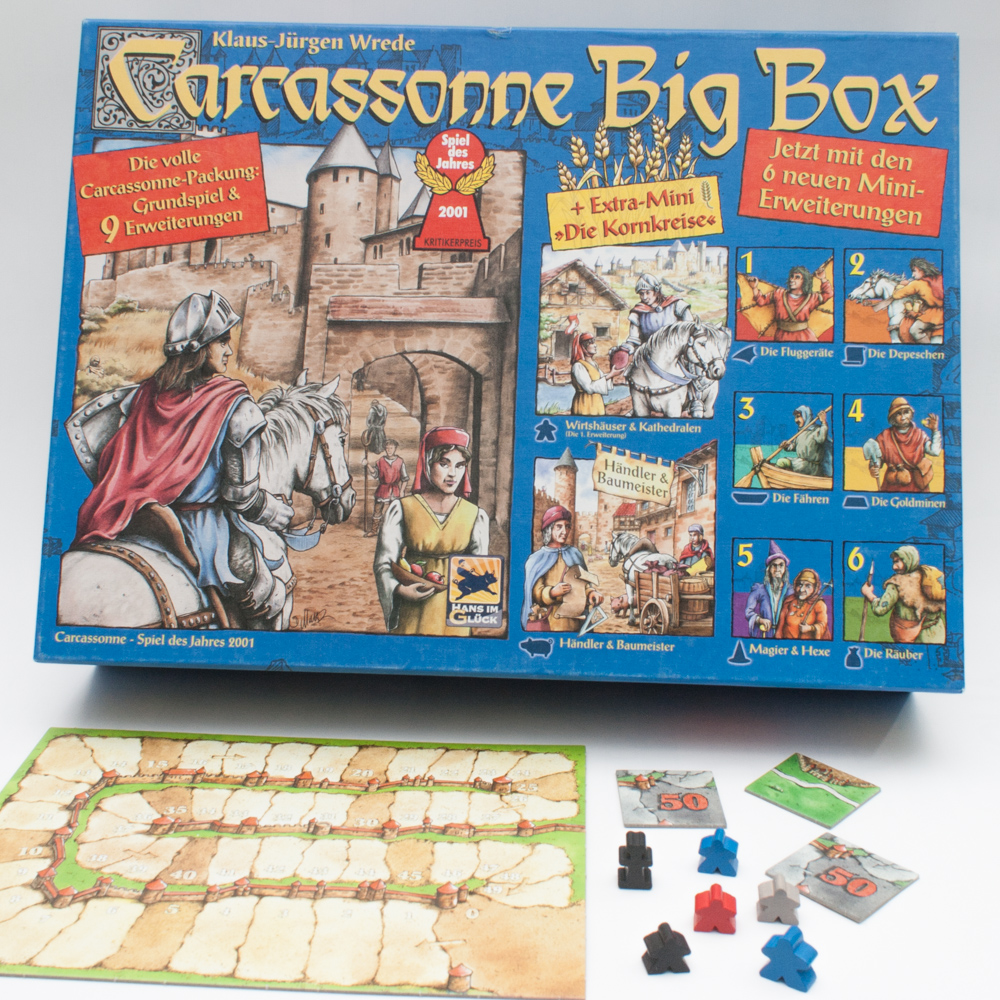 Klaus-Jürgen Wrede
Carcassonne Big Box
Die volle
Carcassonne-Packung:
Grundspiel &
9 Erweiterungen
Spiel
des
Jahres
2001
KRITIKERPREIS
+ Extra-Mini
»Die Kornkreise«
Jetzt mit den
6 neuen Mini-
Erweiterungen
1
2
Die Fluggeräte
Die Depeschen
Wirtshäuser & Kathedralen
(Die 1. Erweiterung)
3
4
Händler &
Baumeister
Die Fähren
Die Goldminen
5
6
HANS IM
GLÜCK
Carcassonne - Spiel des Jahres 2001
Händler & Baumeister
Magier & Hexe
Die Räuber
50
50
35
40
45